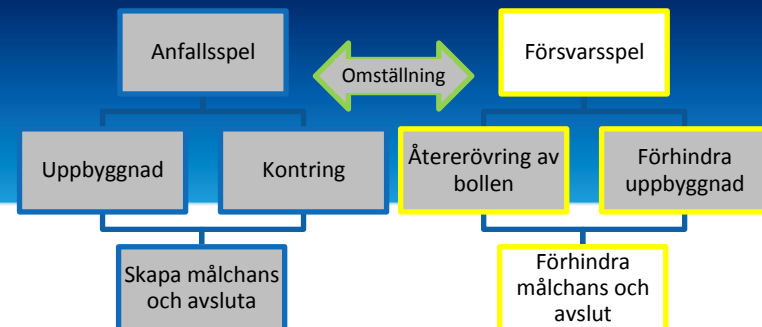 Anfallsspel
Omställning
Försvarsspel
Uppbyggnad
Kontring
Återerövring av
bollen
Förhindra
uppbyggnad
Skapa målchans
och avsluta
Förhindra
målchans och
avslut